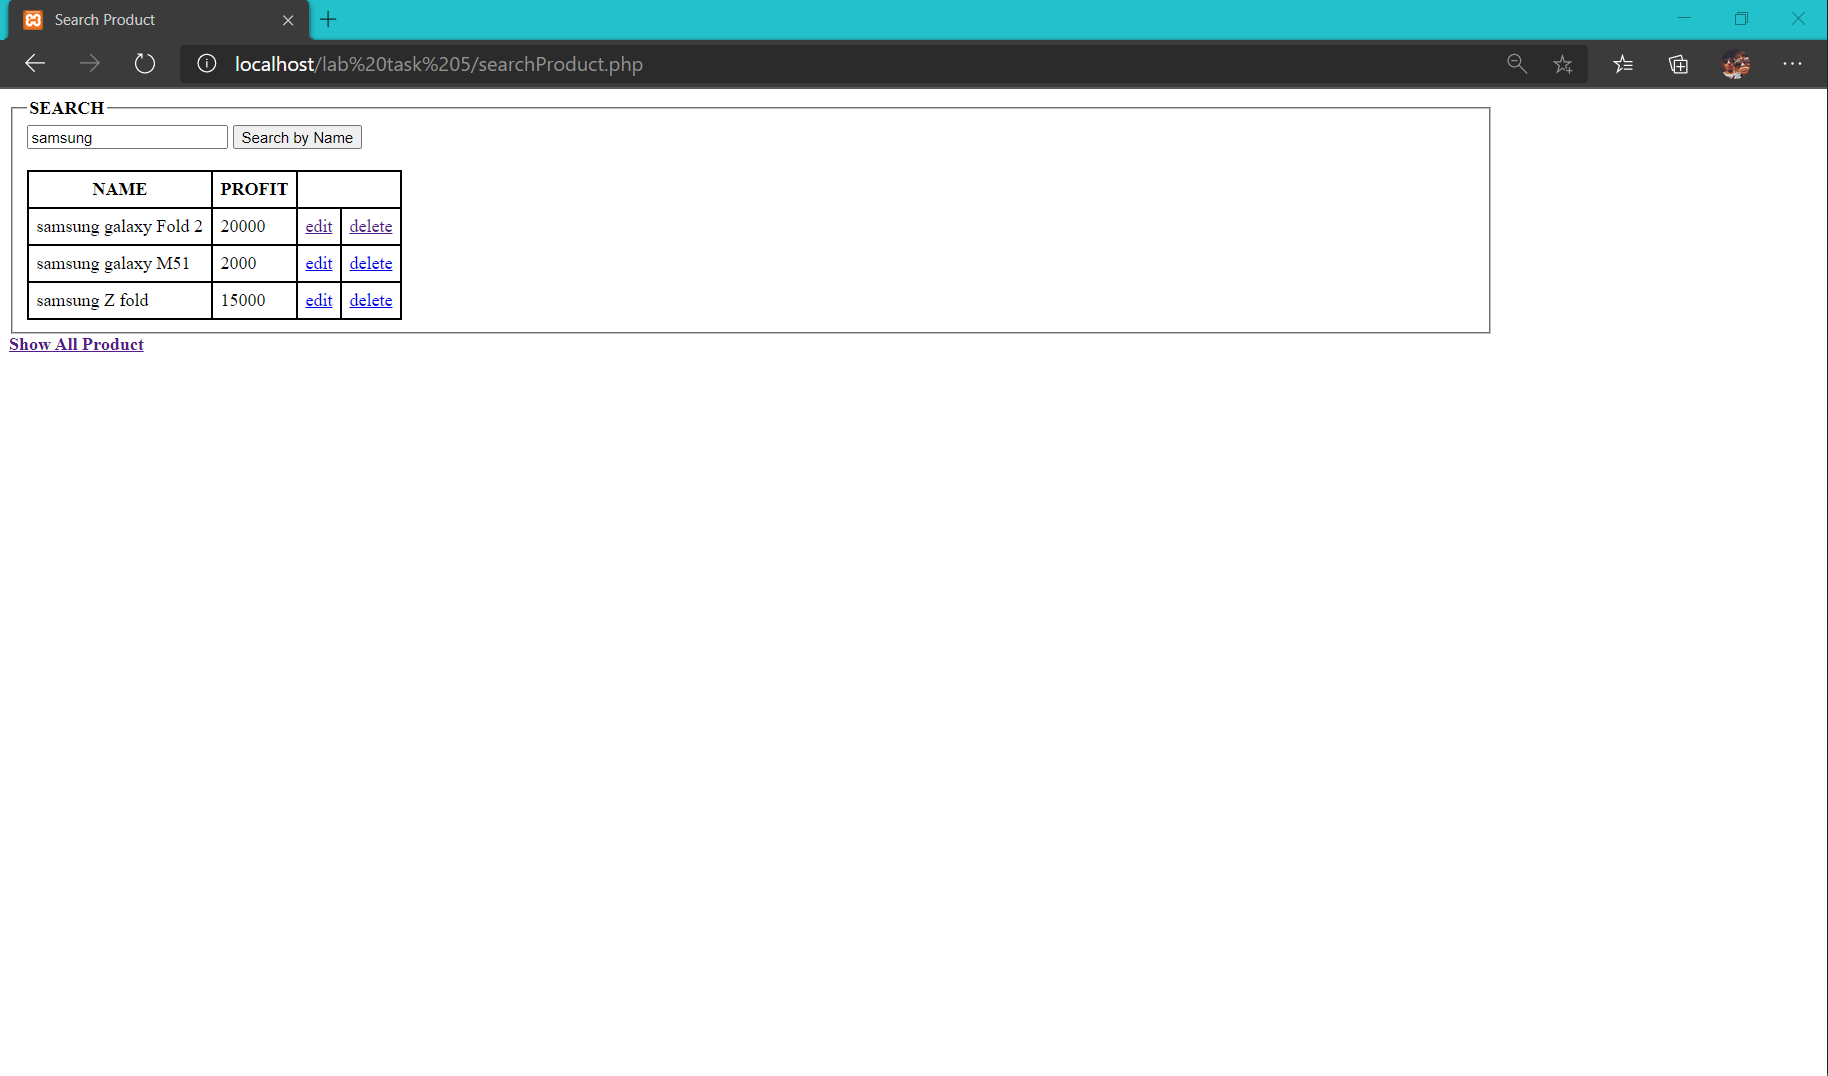 Search Product
localhost/lab%20task%205/searchProduct.php
SEARCH
samsung Search by Name
NAME PROFIT
samsung galaxy Fold 2 20000 edit delete
samsung galaxy M51 2000 edit delete
samsung Z fold 15000 edit delete
Show All Product